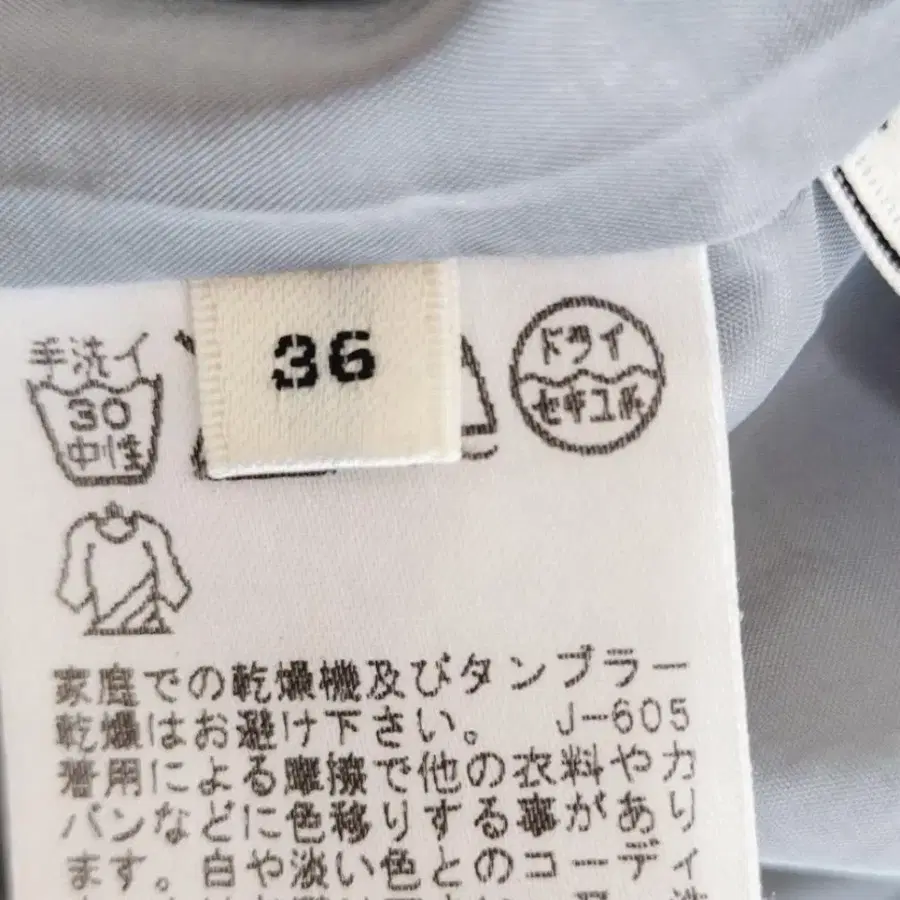 36
手洗イ
30
中性
ドライ
セキユ系
家庭での乾燥機及びタンブラー
乾燥はお避け下さい。 J-605
着用による摩擦で他の衣料やカ
バンなどに色移りする事があり
ます。白や淡い色とのコーディ